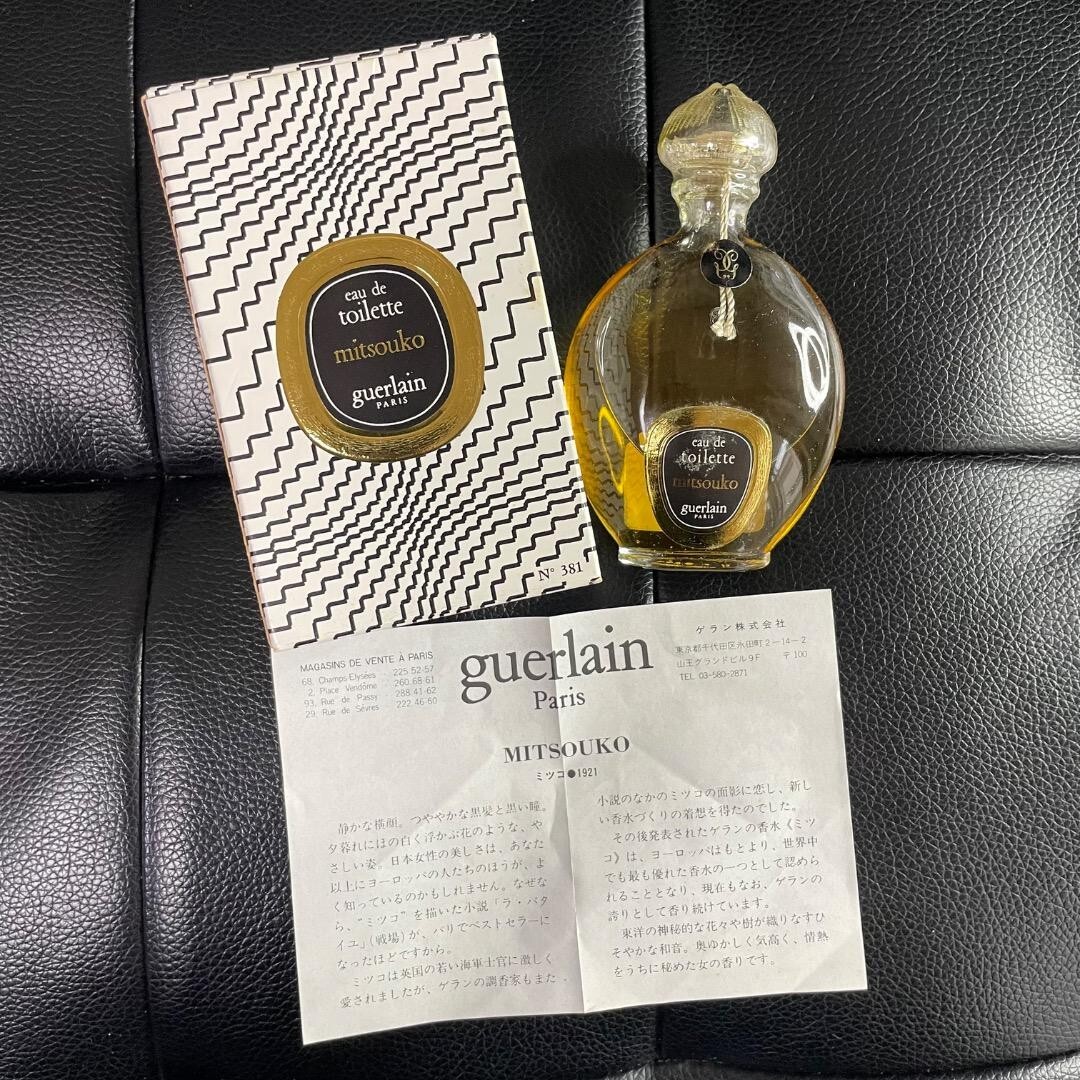 eau de
toilette
mitsouko
guerlain
PARIS
N° 381
eau de
toilette
mitsouko
guerlain
PARIS
MAGASINS DE VENTE À PARIS
68, Champs-Elysées 225 52-57
2, Place Vendôme 260.68-61
93, Rue de Passy 288.41-62
29, Rue de Sèvres 222.46-60
guerlain
Paris
ゲラン株式会社
東京都千代田区永田町2-14-2
山王グランドビル9F 〒100
TEL 03-580-2871
MITSOUKO
ミツコ●1921
静かな横顔。つややかな黒髪と黒い瞳。
夕暮れにほの白く浮かぶ花のような、や
さしい姿。日本女性の美しさは、あなた
以上にヨーロッパの人たちのほうが、よ
く知っているのかもしれません。なぜな
ら、“ミツコ”を描いた小説「ラ・バタ
イユ」(戦場)が、パリでベストセラーに
なったほどですから。
ミツコは英国の若い海軍士官に激しく
愛されましたが、ゲランの調香家もまた
小説のなかのミツコの面影に恋し、新し
い香水づくりの着想を得たのでした。
その後発表されたゲランの香水《ミツ
コ》は、ヨーロッパはもとより、世界中
でも最も優れた香水の一つとして認めら
れることとなり、現在もなお、ゲランの
誇りとして香り続けています。
東洋の神秘的な花々や樹が織りなすひ
そやかな和音。奥ゆかしく気高く、情熱
をうちに秘めた女の香りです。